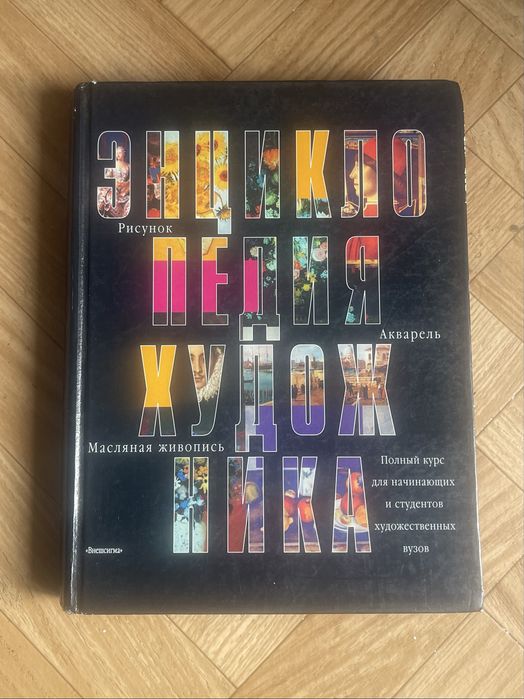 ЭНЦИКЛО
Рисунок
ПЕДИЯ
Акварель
ХУДОЖ
Масляная живопись
НИКА
Полный курс
для начинающих
и студентов
художественных
вузов
«Внешсигма»